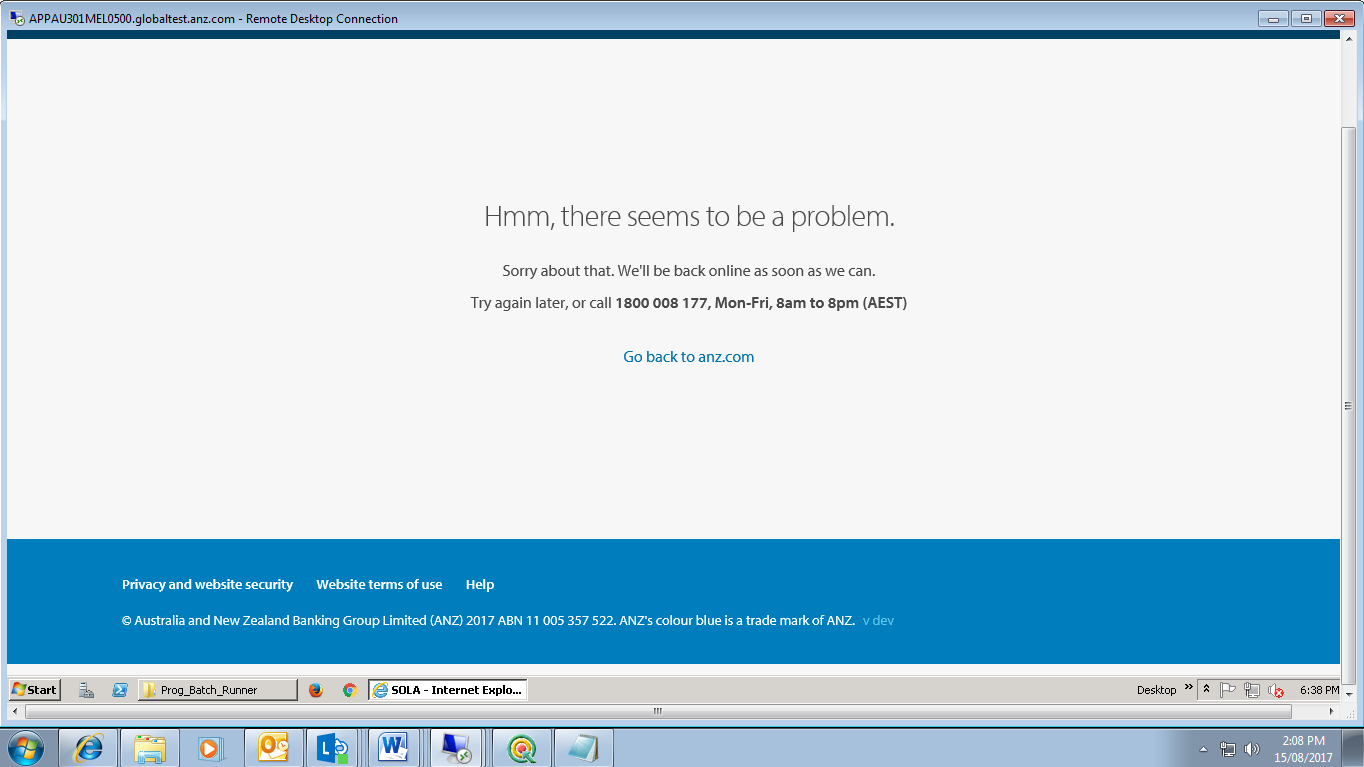 APPAU301MEL0500.globaltest.anz.com - Remote Desktop Connection
Hmm, there seems to be a problem.
Sorry about that. We'll be back online as soon as we can.
Try again later, or call 1800 008 177, Mon-Fri, 8am to 8pm (AEST)
Go back to anz.com
Privacy and website security Website terms of use Help
© Australia and New Zealand Banking Group Limited (ANZ) 2017 ABN 11 005 357 522. ANZ's colour blue is a trade mark of ANZ. v dev
Start Prog_Batch_Runner SOLA - Internet Explo... Desktop 6:38 PM
2:08 PM
15/08/2017